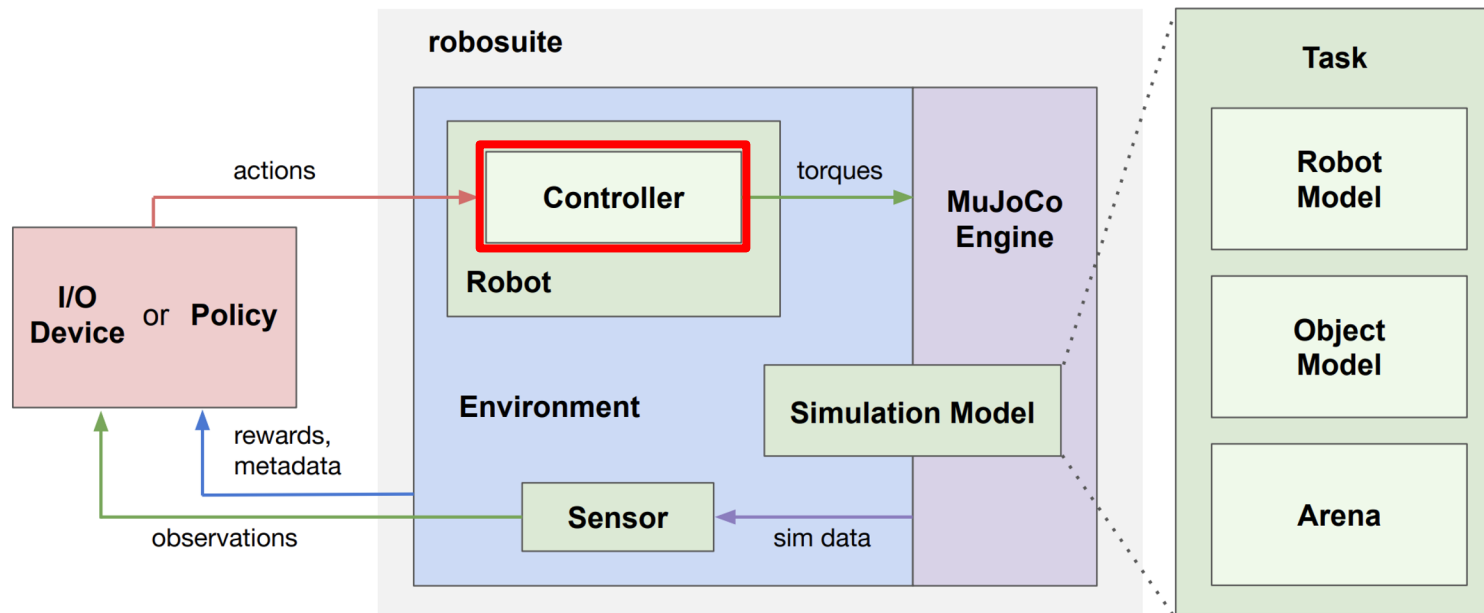 robosuite
Task
actions
Controller
torques
Robot
MuJoCo
Engine
Robot
Model
I/O
Device
or
Policy
Environment
Simulation Model
Object
Model
rewards,
metadata
Sensor
sim data
observations
Arena